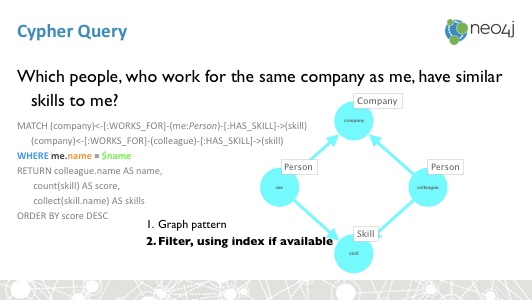 Cypher Query
neo4j
Which people, who work for the same company as me, have similar
skills to me?
MATCH (company)<-[:WORKS_FOR]-(me:Person)-[:HAS_SKILL]->(skill)
(company)<-[:WORKS_FOR]-(colleague)-[:HAS_SKILL]->(skill)
WHERE me.name = $name
RETURN colleague.name AS name,
count(skill) AS score,
collect(skill.name) AS skills
ORDER BY score DESC
Company
company
Person
me
Person
colleague
Skill
skill
1. Graph pattern
2. Filter, using index if available